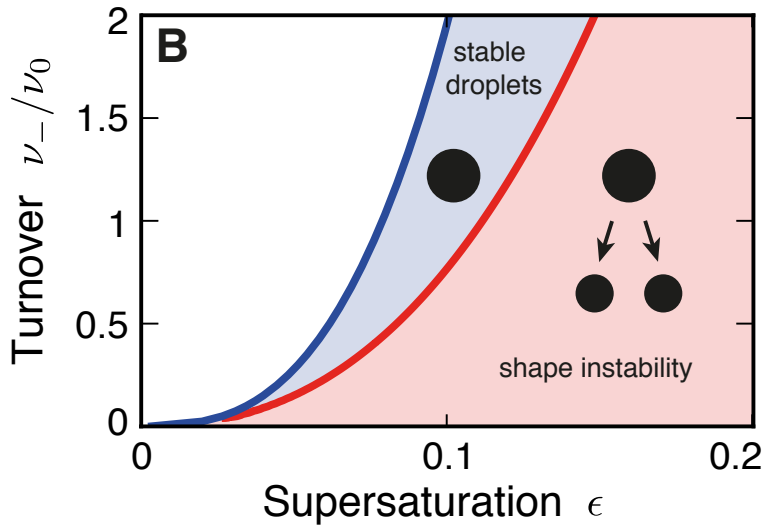 B
stable
droplets
shape instability
2
1.5
1
0.5
0
0
0.1
0.2
Turnover ν₋/ν₀
Supersaturation ϵ